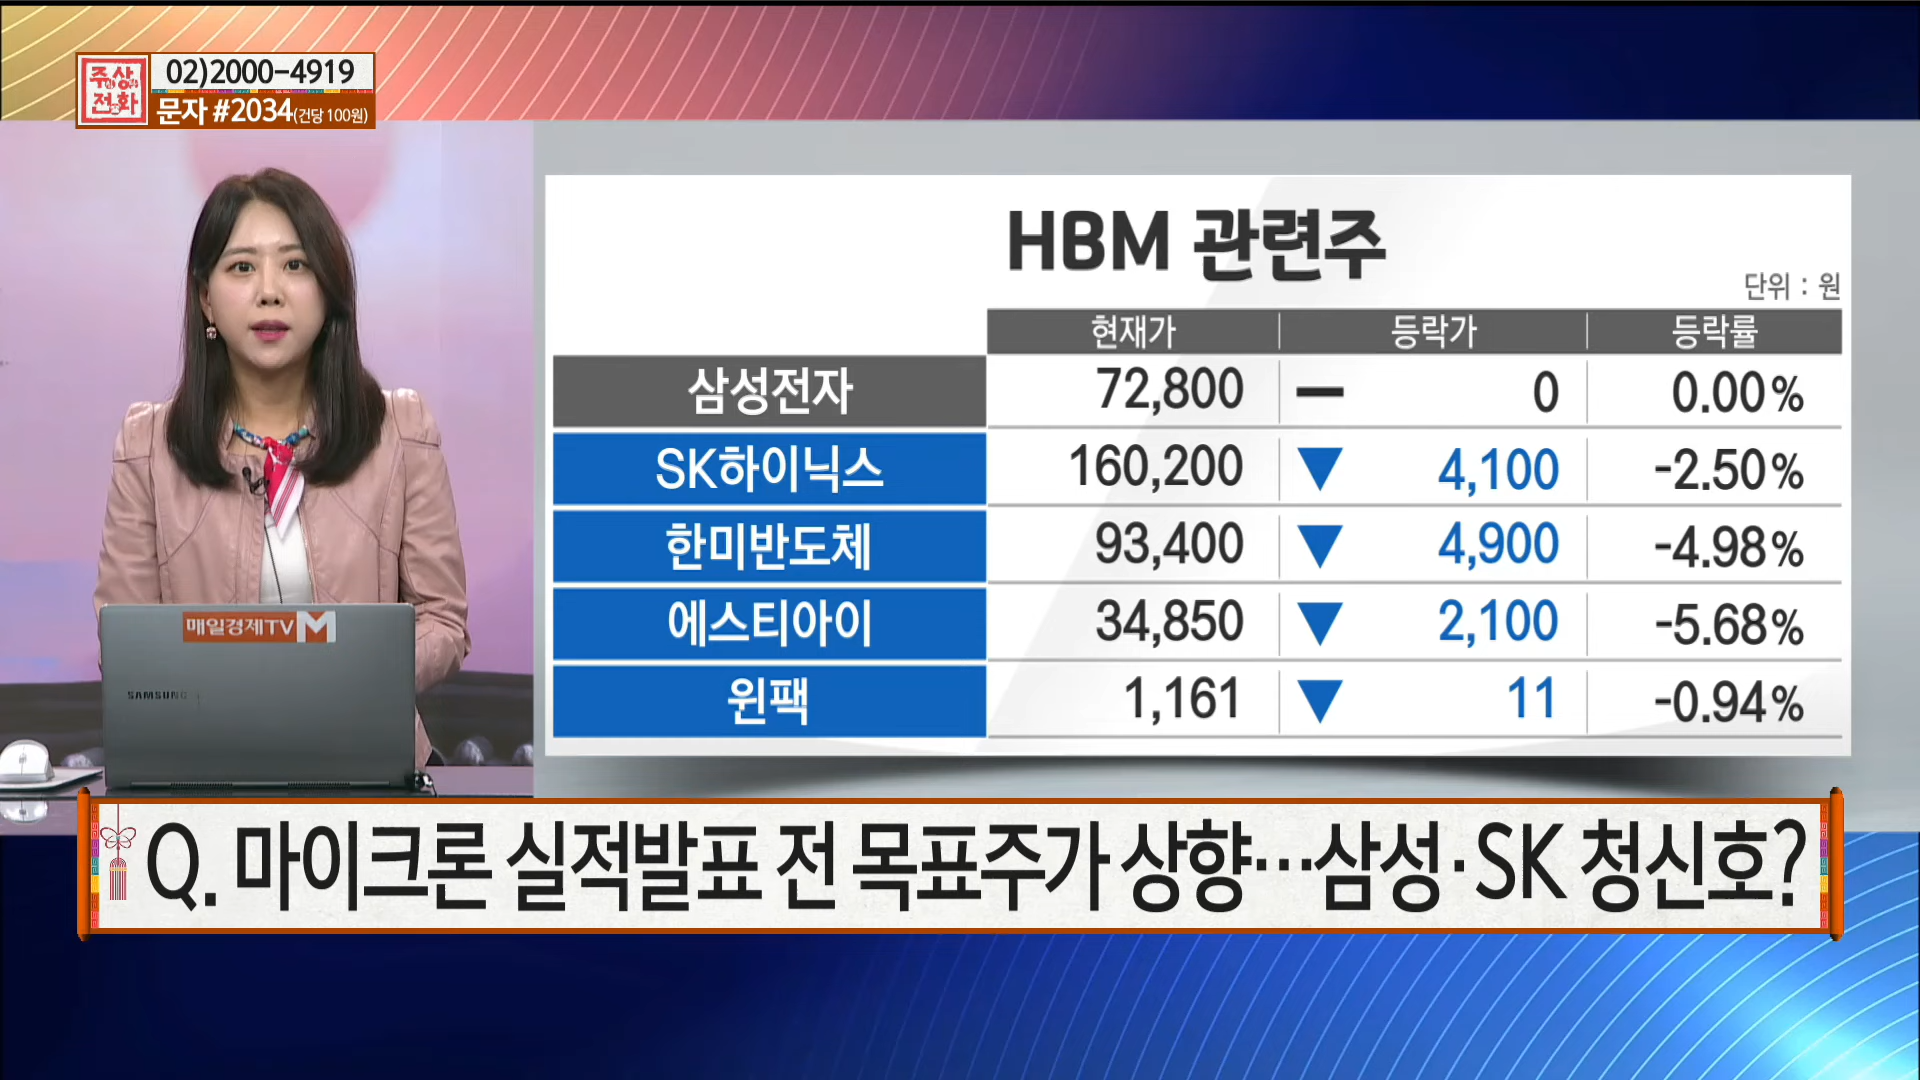 주상
전화
02)2000-4919
문자 #2034(건당 100원)
HBM 관련주
단위 : 원
현재가 등락가 등락률
삼성전자 72,800 ━ 0 0.00%
SK하이닉스 160,200 ▼ 4,100 -2.50%
한미반도체 93,400 ▼ 4,900 -4.98%
에스티아이 34,850 ▼ 2,100 -5.68%
윈팩 1,161 ▼ 11 -0.94%
매일경제TV M
SAMSUNG
Q. 마이크론 실적발표 전 목표주가 상향…삼성·SK 청신호?